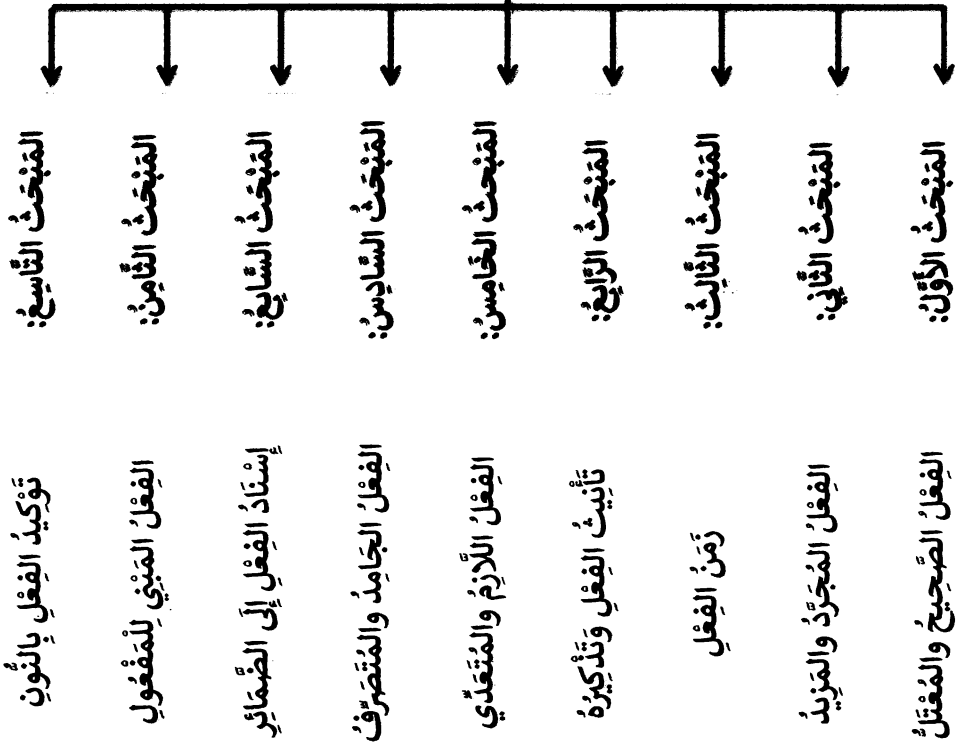 المَبْحَثُ الأَوَّلُ:
الفِعْلُ الصَّحِيحُ والمُعْتَلُّ
المَبْحَثُ الثَّانِي:
الفِعْلُ المُجَرَّدُ والمَزِيدُ
المَبْحَثُ الثَّالِثُ:
زَمَنُ الفِعْلِ
المَبْحَثُ الرَّابِعُ:
تَأْنِيثُ الفِعْلِ وَتَذْكِيرُهُ
المَبْحَثُ الخَامِسُ:
الفِعْلُ اللَّازِمُ والمُتَعَدِّي
المَبْحَثُ السَّادِسُ:
الفِعْلُ الجَامِدُ والمُتَصَرِّفُ
المَبْحَثُ السَّابِعُ:
إِسْنَادُ الفِعْلِ إِلَى الضَّمَائِرِ
المَبْحَثُ الثَّامِنُ:
الفِعْلُ المَبْنِي لِلْمَفْعُولِ
المَبْحَثُ التَّاسِعُ:
تَوْكِيدُ الفِعْلِ بِالنُّونِ